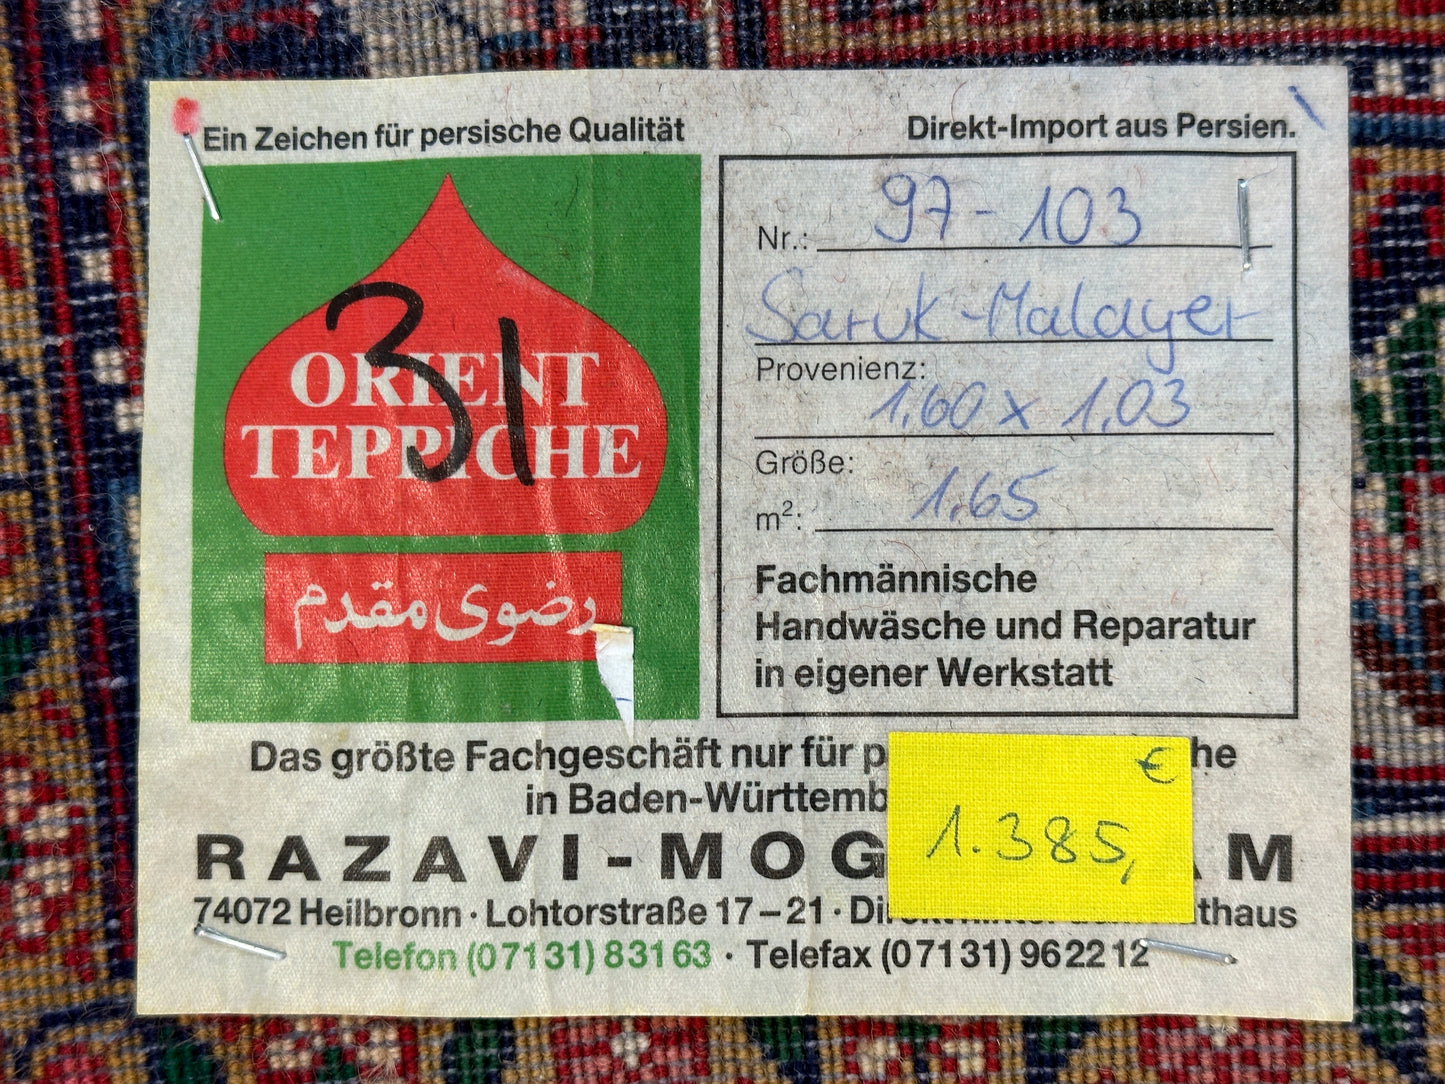 Ein Zeichen für persische Qualität
Direkt-Import aus Persien.
ORIENT
TEPPICHE
31
رضوی مقدم
Nr.: 97-103
Saruk-Malayer
Provenienz:
1,60 x 1,03
Größe:
m²: 1,65
Fachmännische
Handwäsche und Reparatur
in eigener Werkstatt
Das größte Fachgeschäft nur für
in Baden-Württemb
RAZAVI-MOG AM
74072 Heilbronn · Lohtorstraße 17–21 ·
Telefon (07131) 83163 · Telefax (07131) 962212
€
1.385,